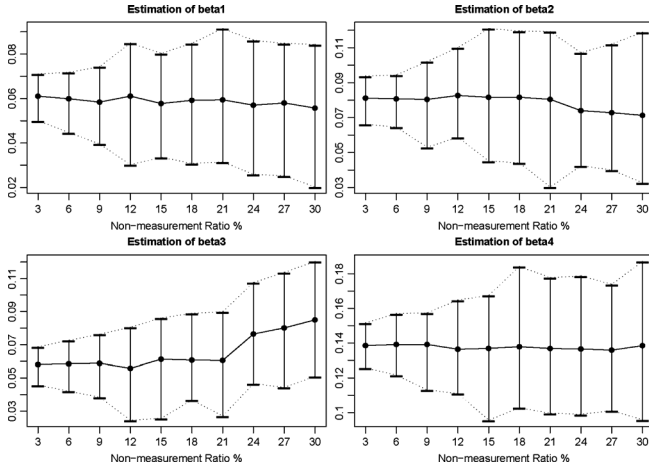 Estimation of beta1
0.08
0.06
0.04
0.02
3 6 9 12 15 18 21 24 27 30
Non-measurement Ratio %
Estimation of beta2
0.11
0.09
0.07
0.05
0.03
3 6 9 12 15 18 21 24 27 30
Non-measurement Ratio %
Estimation of beta3
0.11
0.09
0.07
0.05
0.03
3 6 9 12 15 18 21 24 27 30
Non-measurement Ratio %
Estimation of beta4
0.18
0.16
0.14
0.12
0.1
3 6 9 12 15 18 21 24 27 30
Non-measurement Ratio %